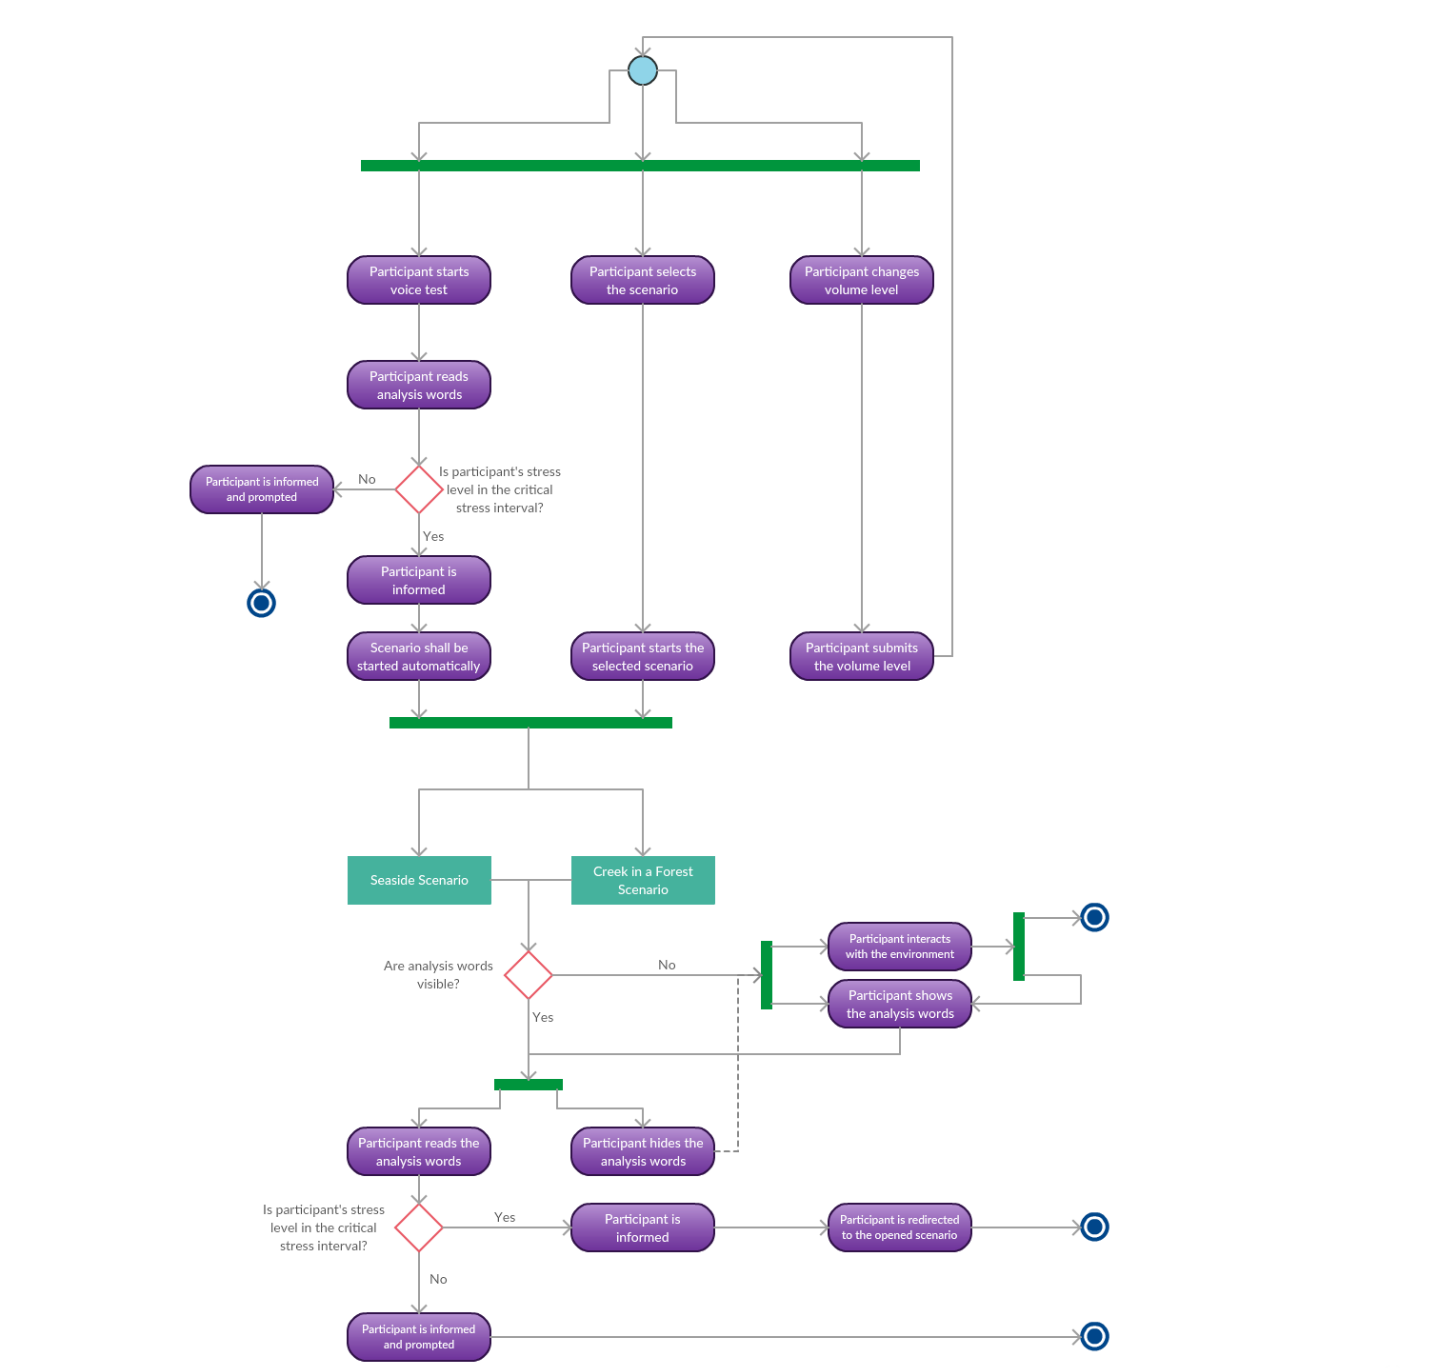 Participant starts
voice test
Participant selects
the scenario
Participant changes
volume level
Participant reads
analysis words
Participant is informed
and prompted
No
Is participant's stress
level in the critical
stress interval?
Yes
Participant is
informed
Scenario shall be
started automatically
Participant starts the
selected scenario
Participant submits
the volume level
Seaside Scenario
Creek in a Forest
Scenario
Are analysis words
visible?
No
Participant interacts
with the environment
Participant shows
the analysis words
Yes
Participant reads the
analysis words
Participant hides the
analysis words
Is participant's stress
level in the critical
stress interval?
Yes
Participant is
informed
Participant is redirected
to the opened scenario
No
Participant is informed
and prompted